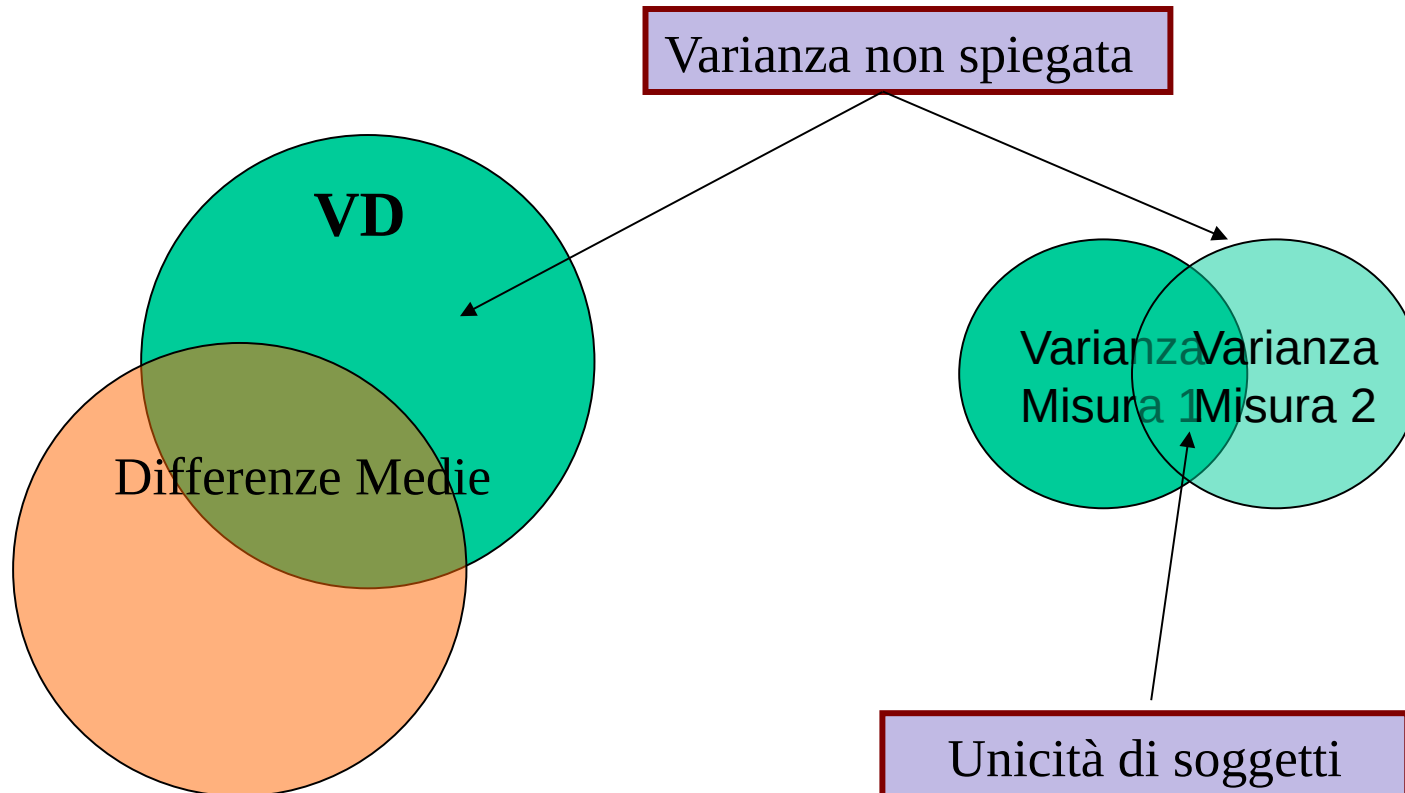 Varianza non spiegata
VD
Differenze Medie
Varianza
Misura 1
Varianza
Misura 2
Unicità di soggetti